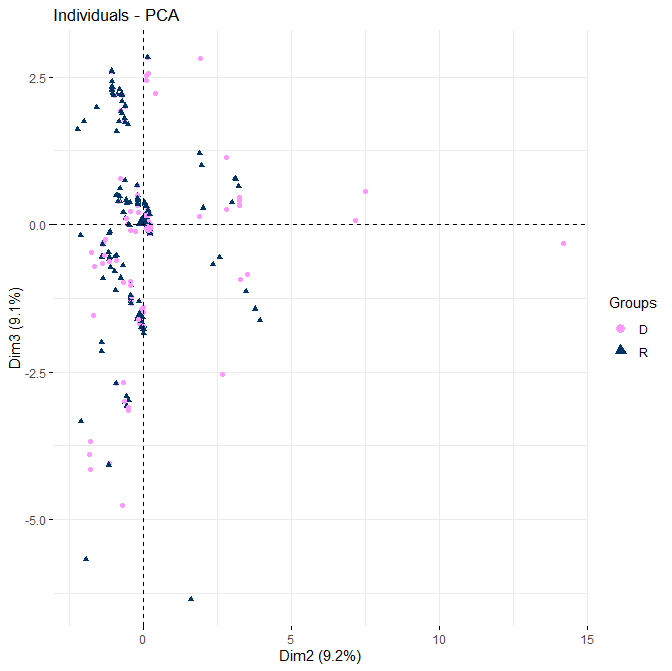 Individuals - PCA
2.5
0.0
-2.5
-5.0
Dim3 (9.1%)
0
5
10
15
Dim2 (9.2%)
Groups
D
R